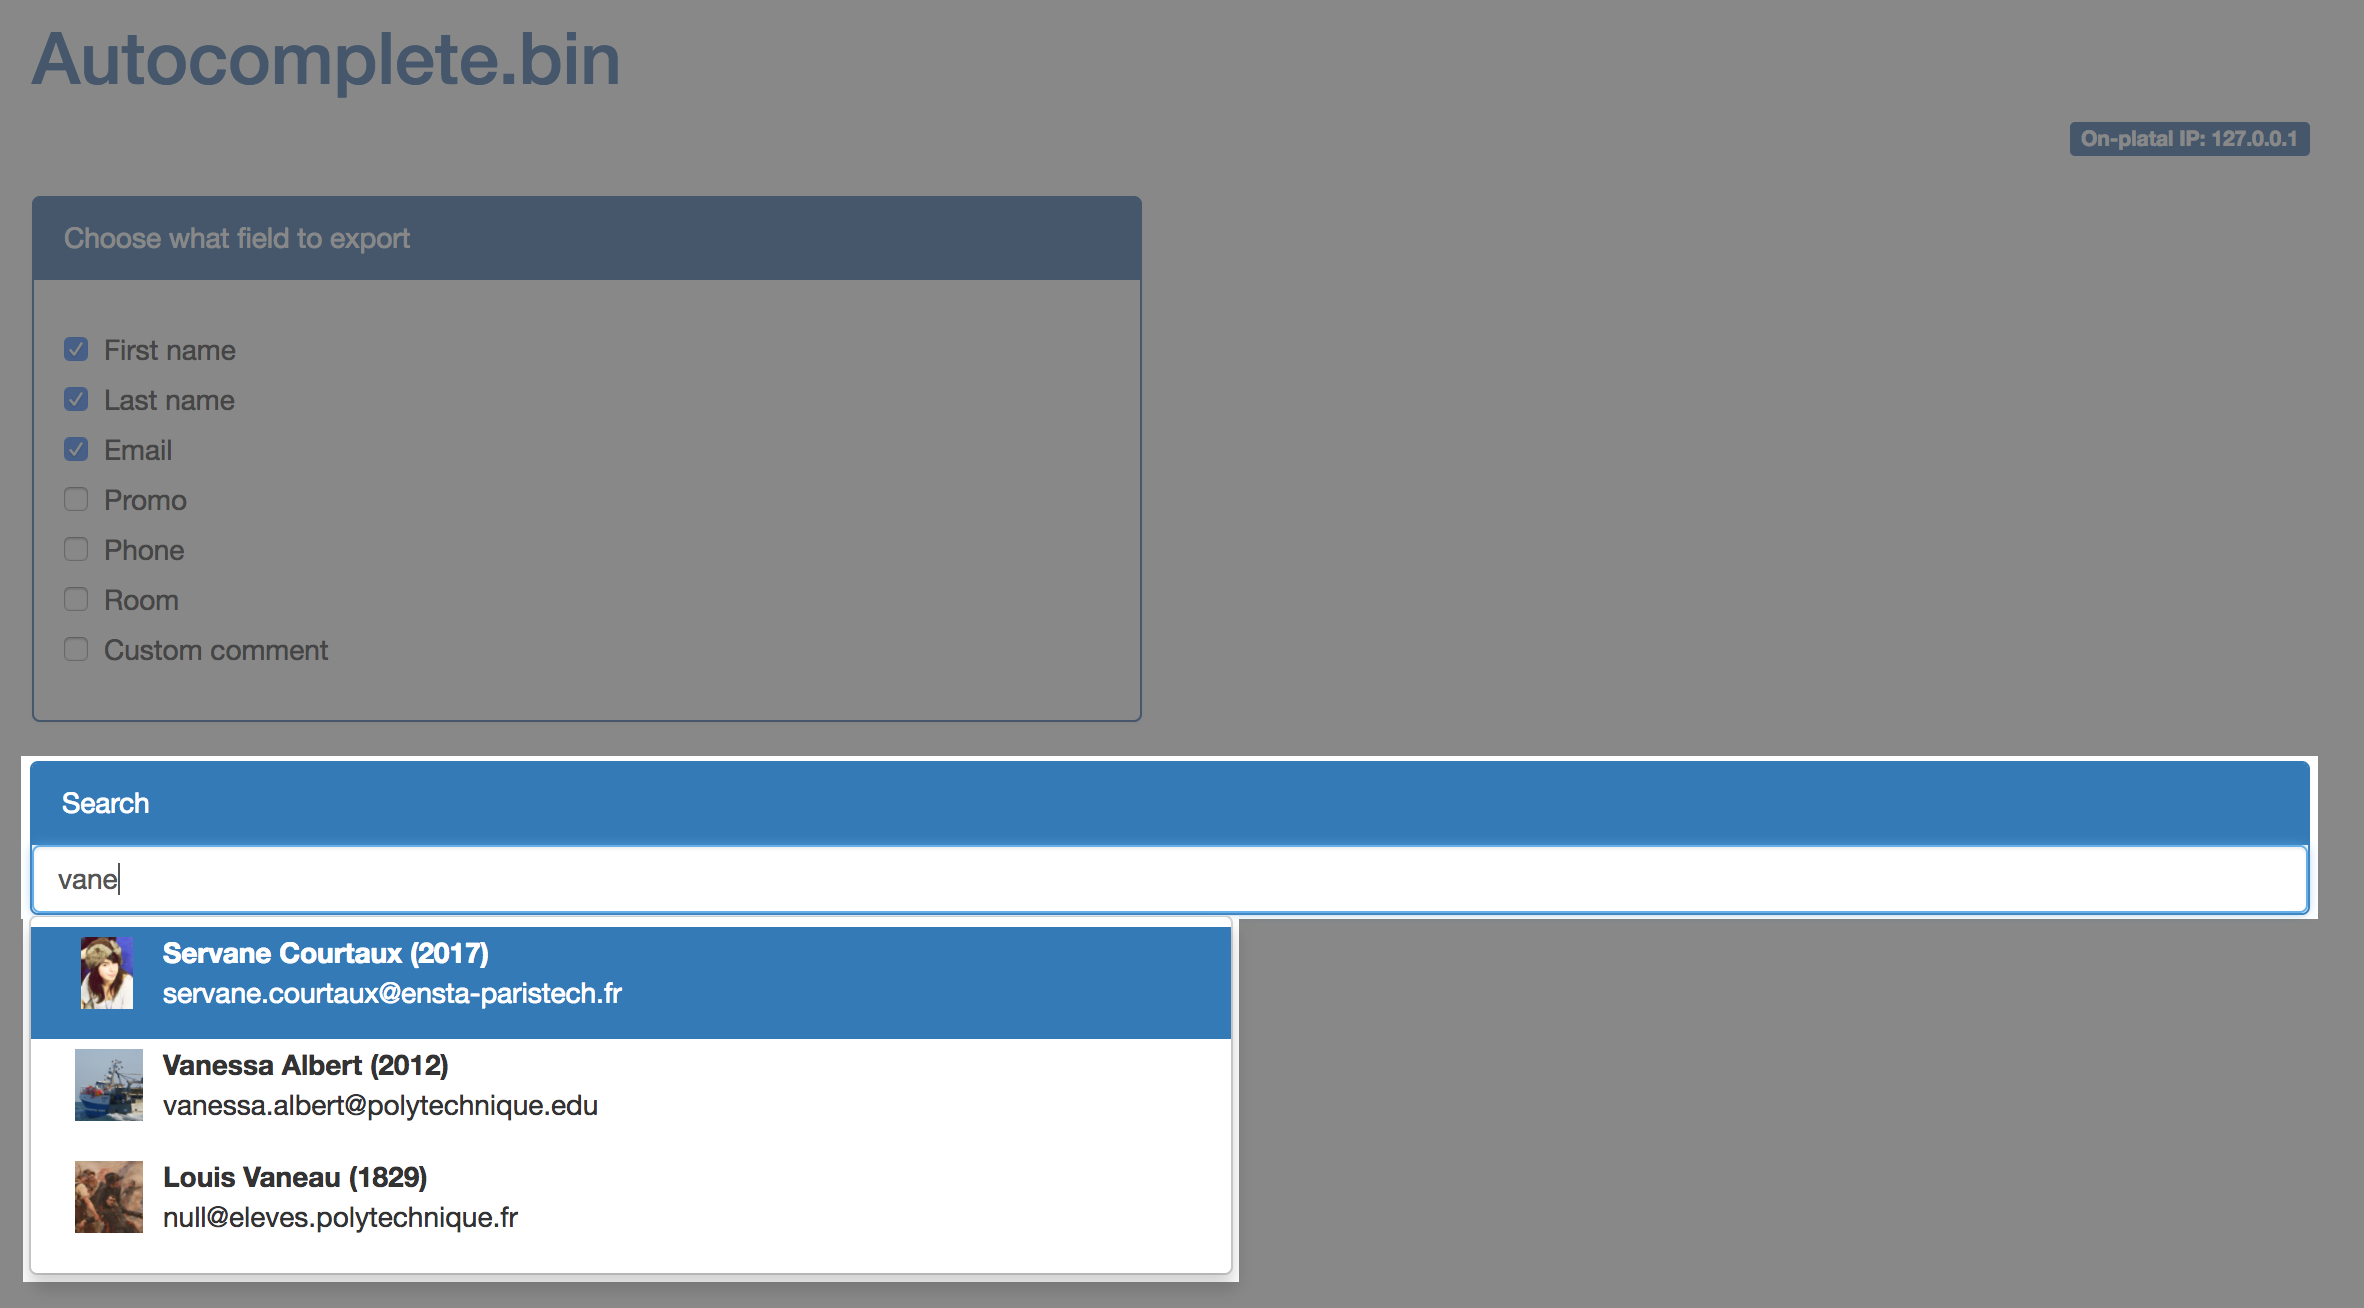 Autocomplete.bin
On-platal IP: 127.0.0.1
Choose what field to export
First name
Last name
Email
Promo
Phone
Room
Custom comment
Search
vane
Servane Courtaux (2017)
servane.courtaux@ensta-paristech.fr
Vanessa Albert (2012)
vanessa.albert@polytechnique.edu
Louis Vaneau (1829)
null@eleves.polytechnique.fr